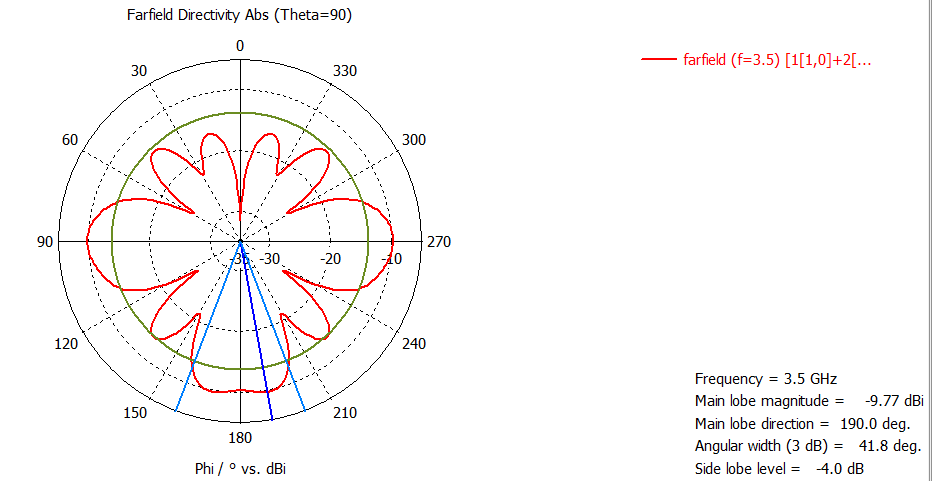 Farfield Directivity Abs (Theta=90)
0
farfield (f=3.5) [1[1,0]+2[...
30
330
60
300
90
-30
-20
-10
270
120
240
150
210
180
Phi / ° vs. dBi
Frequency = 3.5 GHz
Main lobe magnitude = -9.77 dBi
Main lobe direction = 190.0 deg.
Angular width (3 dB) = 41.8 deg.
Side lobe level = -4.0 dB